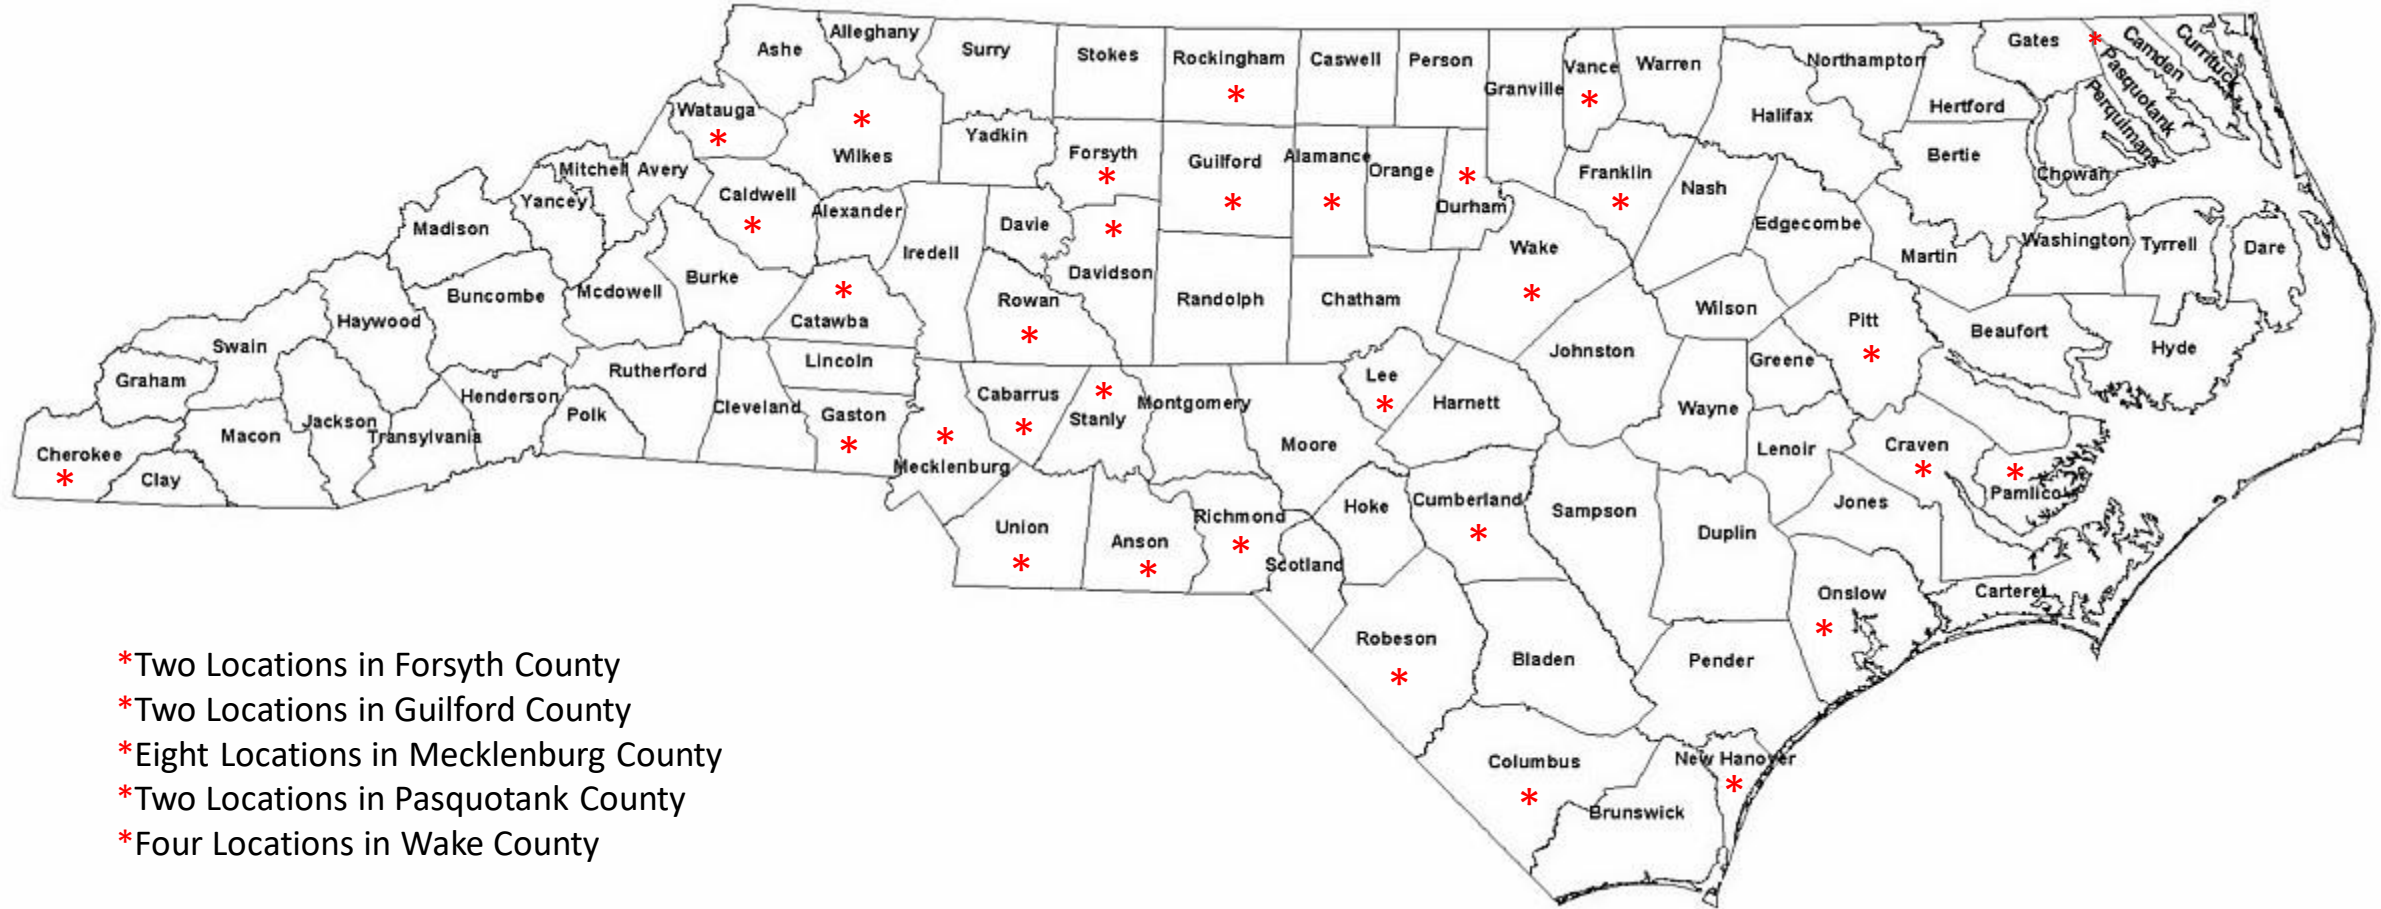 Ashe
Alleghany
Surry
Stokes
Rockingham
*
Caswell
Person
Granville
Vance
*
Warren
Northampton
Gates
*
Camden
Currituck
Pasquotank
Perquimans
Hertford
Halifax
Watauga
*
*
Wilkes
Yadkin
Forsyth
*
Guilford
*
Alamance
*
Orange
*
Durham
Franklin
*
Nash
Bertie
Chowan
Mitchell
Avery
Yancey
Caldwell
*
Alexander
Iredell
Davie
*
Davidson
Madison
Wake
*
Edgecombe
Martin
Washington
Tyrrell
Dare
Buncombe
Mcdowell
Burke
*
Catawba
Rowan
*
Randolph
Chatham
Wilson
Pitt
*
Beaufort
Hyde
Haywood
Swain
Graham
Rutherford
Lincoln
Johnston
Greene
Henderson
Polk
Cleveland
Gaston
*
Cabarrus
*
*
Stanly
Montgomery
Lee
*
Harnett
Wayne
Jackson
Macon
Transylvania
Cherokee
*
Clay
*
Mecklenburg
Moore
Lenoir
Craven
*
*
Pamlico
Jones
Union
*
Anson
*
Richmond
*
Scotland
Hoke
Cumberland
*
Sampson
Duplin
Onslow
*
Carteret
Robeson
*
Bladen
Pender
Columbus
*
New Hanover
*
Brunswick
*Two Locations in Forsyth County
*Two Locations in Guilford County
*Eight Locations in Mecklenburg County
*Two Locations in Pasquotank County
*Four Locations in Wake County